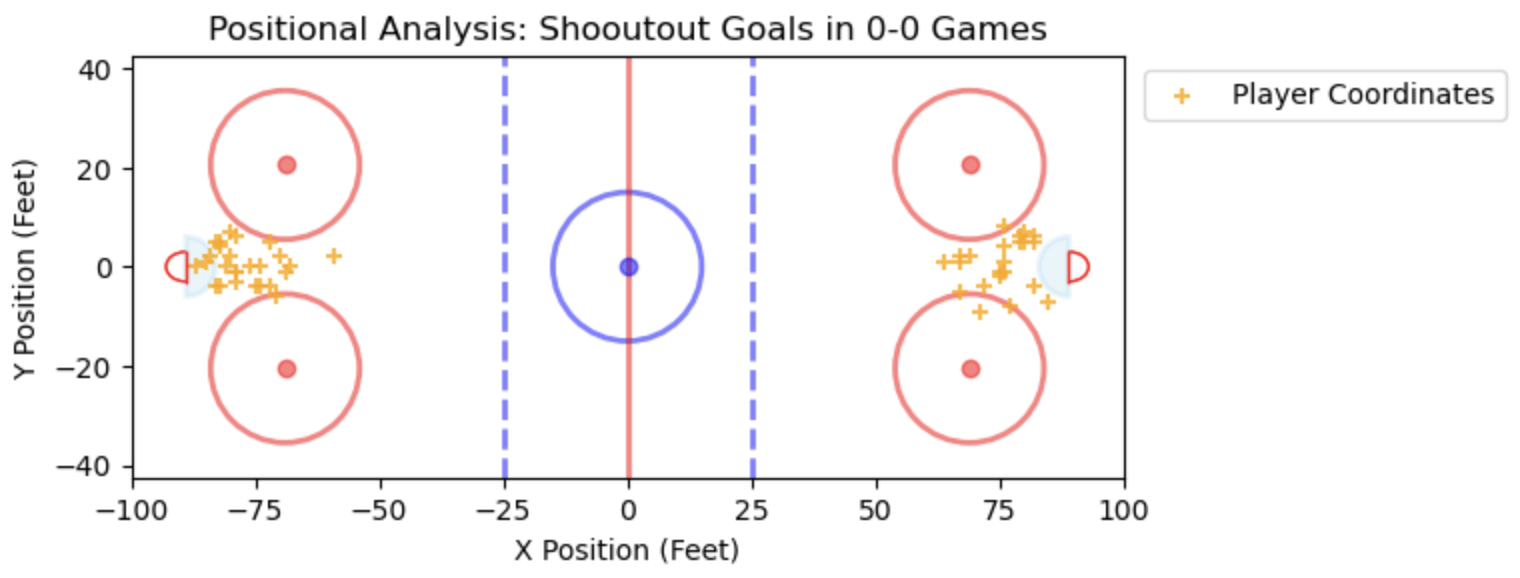 Positional Analysis: Shooutout Goals in 0-0 Games
40
20
0
−20
−40
Y Position (Feet)
−100 −75 −50 −25 0 25 50 75 100
X Position (Feet)
Player Coordinates